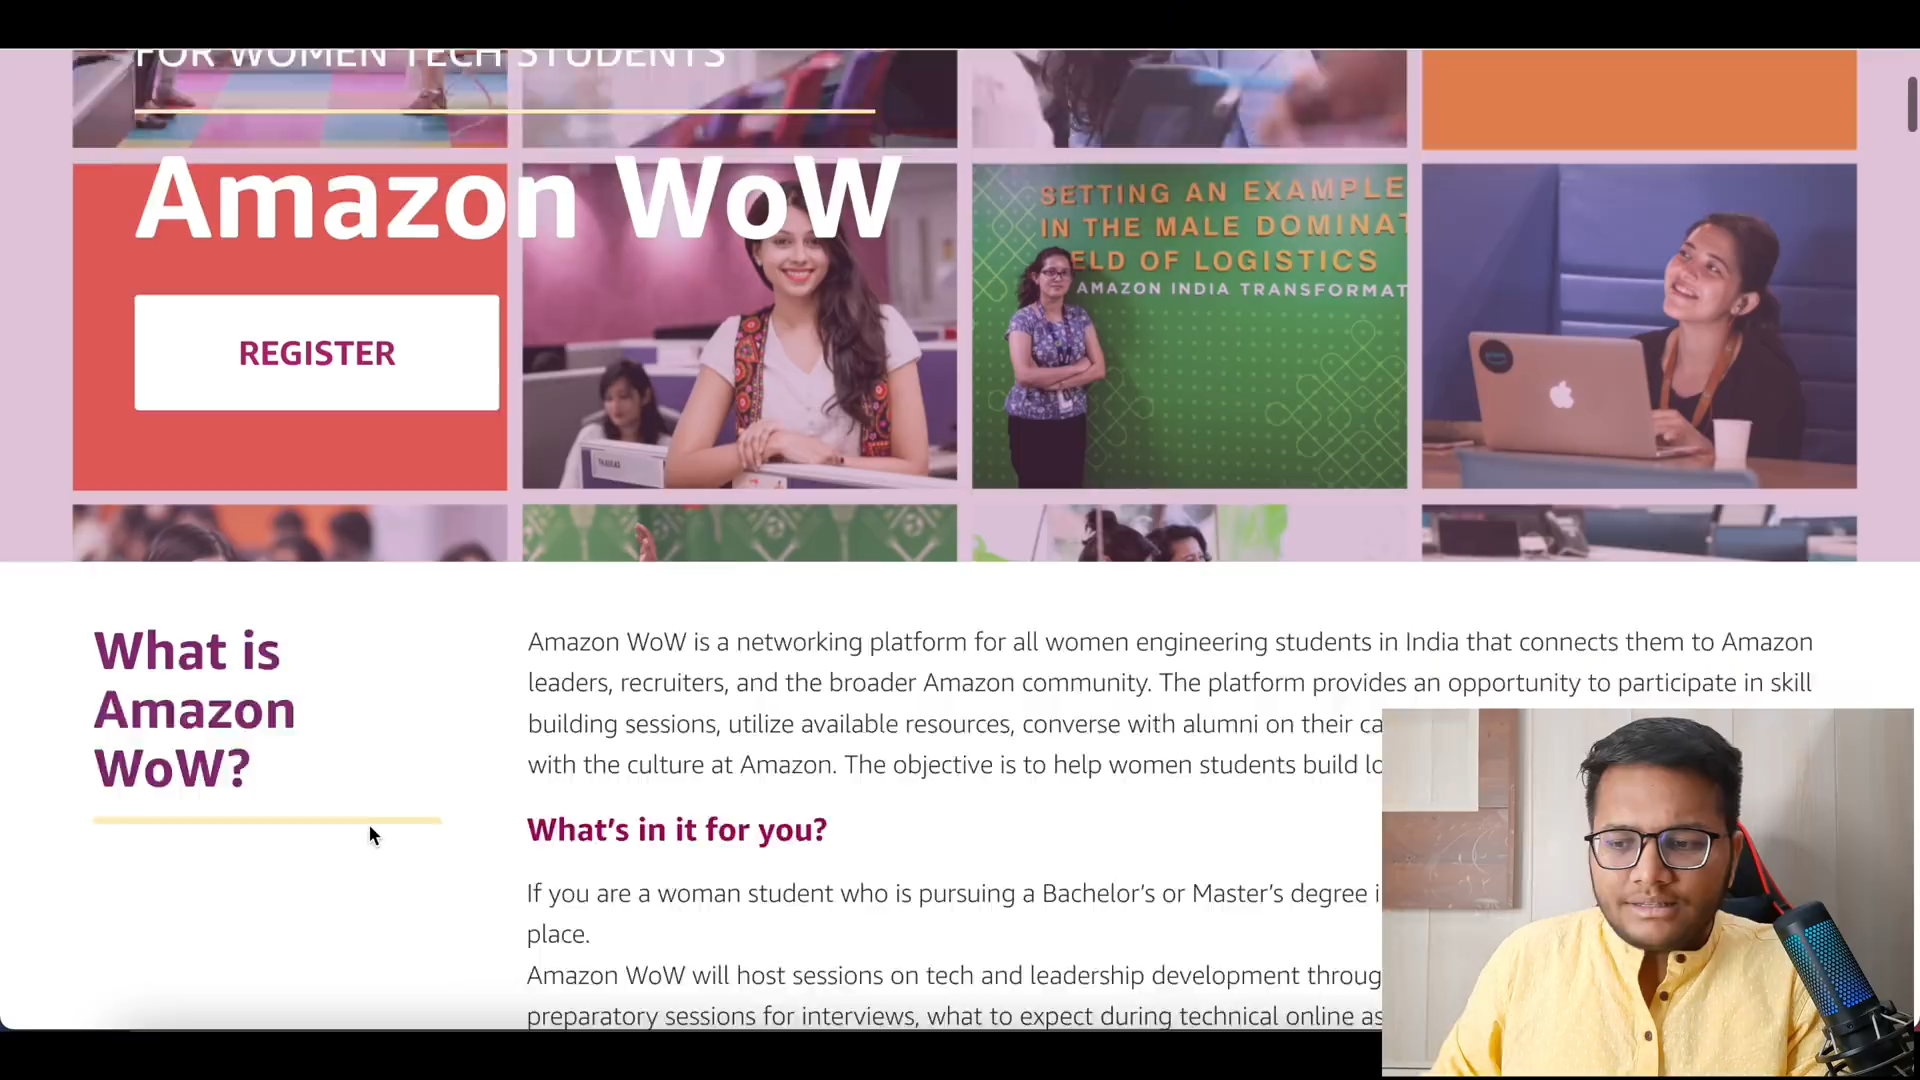 FOR WOMEN TECH STUDENTS
Amazon WoW
REGISTER
SETTING AN EXAMPLE
IN THE MALE DOMINAT
ELD OF LOGISTICS
AMAZON INDIA TRANSFORMAT
What is
Amazon
WoW?
Amazon WoW is a networking platform for all women engineering students in India that connects them to Amazon
leaders, recruiters, and the broader Amazon community. The platform provides an opportunity to participate in skill
building sessions, utilize available resources, converse with alumni on their ca
with the culture at Amazon. The objective is to help women students build lo
What's in it for you?
If you are a woman student who is pursuing a Bachelor's or Master's degree i
place.
Amazon WoW will host sessions on tech and leadership development throug
preparatory sessions for interviews, what to expect during technical online as